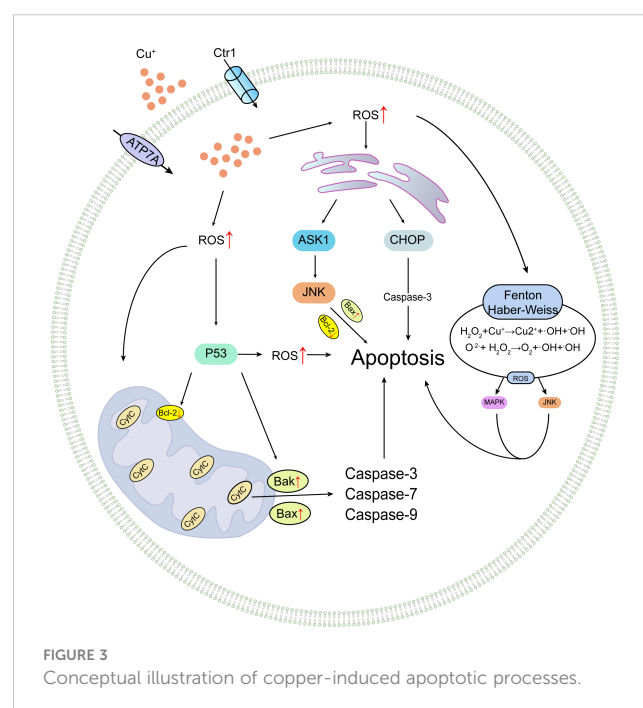 Cu⁺
Ctr1
ATP7A
ROS↑
ROS↑
ASK1
CHOP
JNK
Bax↑
Bcl-2↓
Caspase-3
Fenton
Haber-Weiss
H₂O₂+Cu⁺→Cu2⁺+·OH+·OH
O²·+ H₂O₂→O₂+·OH+·OH
ROS
MAPK
JNK
P53
ROS↑
Apoptosis
Bcl-2↓
CytC
CytC
CytC
CytC
CytC
Bak↑
Bax↑
Caspase-3
Caspase-7
Caspase-9
FIGURE 3
Conceptual illustration of copper-induced apoptotic processes.